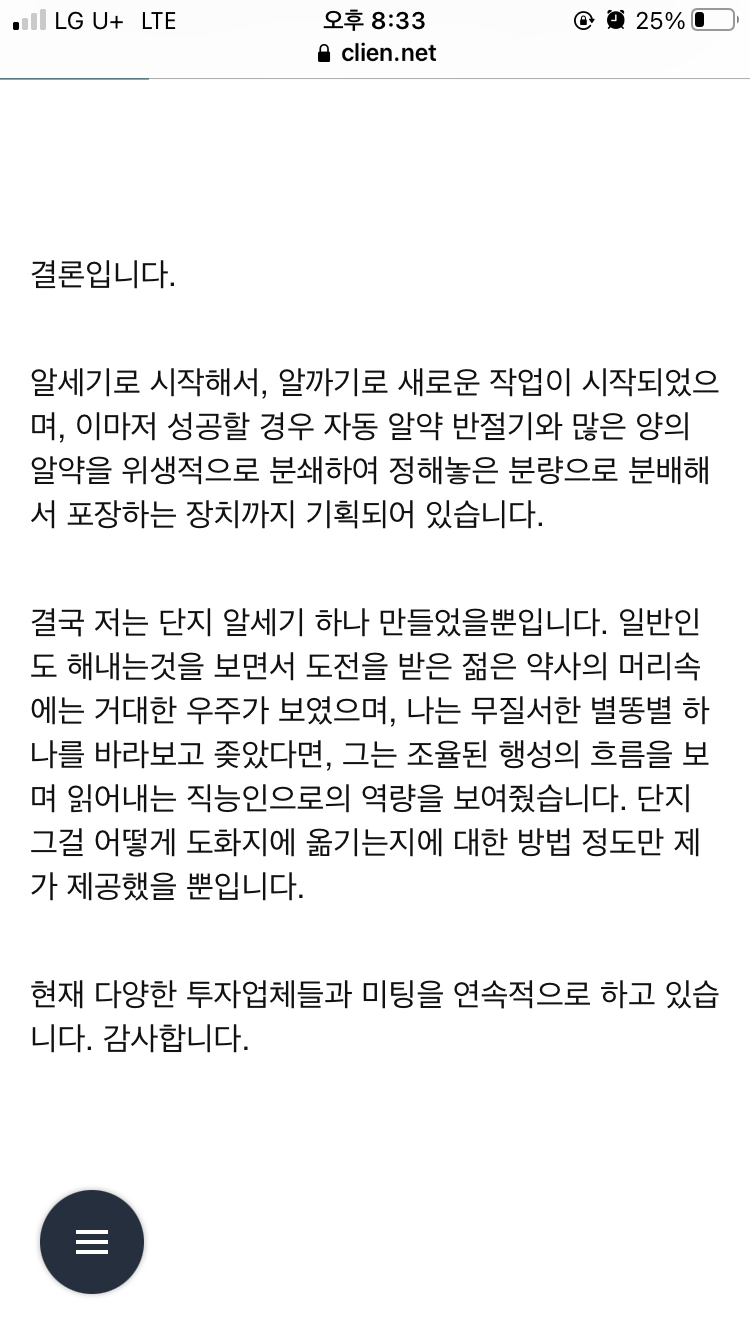 LG U+ LTE 오후 8:33 25%
clien.net
결론입니다.
알세기로 시작해서, 알까기로 새로운 작업이 시작되었으
며, 이마저 성공할 경우 자동 알약 반절기와 많은 양의
알약을 위생적으로 분쇄하여 정해놓은 분량으로 분배해
서 포장하는 장치까지 기획되어 있습니다.
결국 저는 단지 알세기 하나 만들었을뿐입니다. 일반인
도 해내는것을 보면서 도전을 받은 젊은 약사의 머리속
에는 거대한 우주가 보였으며, 나는 무질서한 별똥별 하
나를 바라보고 좆았다면, 그는 조율된 행성의 흐름을 보
며 읽어내는 직능인으로의 역량을 보여줬습니다. 단지
그걸 어떻게 도화지에 옮기는지에 대한 방법 정도만 제
가 제공했을 뿐입니다.
현재 다양한 투자업체들과 미팅을 연속적으로 하고 있습
니다. 감사합니다.